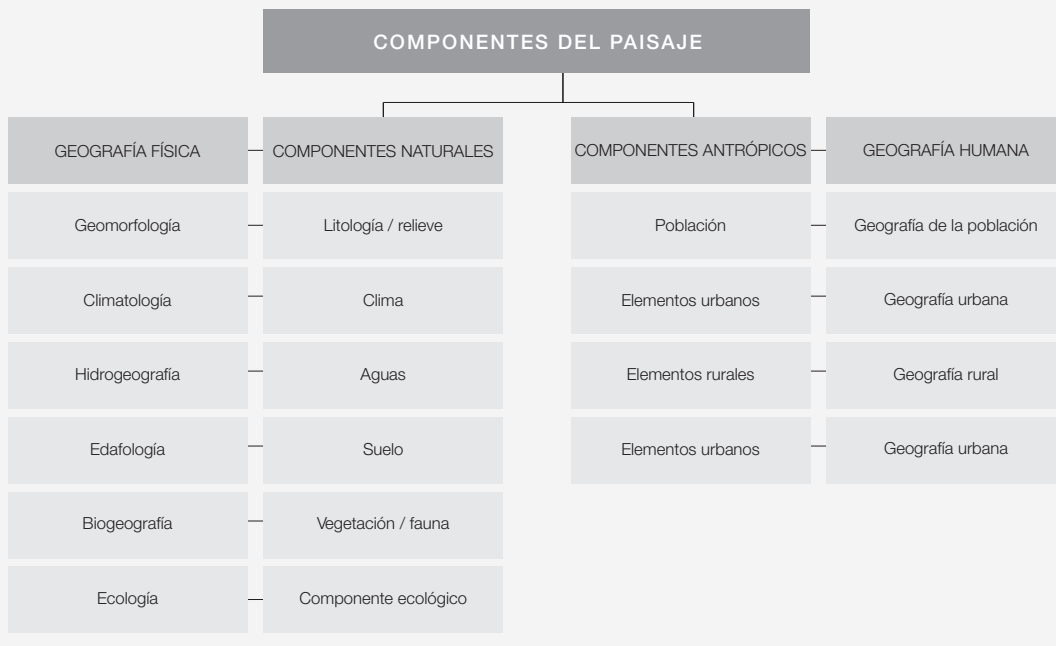 COMPONENTES DEL PAISAJE
GEOGRAFÍA FÍSICA
COMPONENTES NATURALES
COMPONENTES ANTRÓPICOS
GEOGRAFÍA HUMANA
Geomorfología
Litología / relieve
Población
Geografía de la población
Climatología
Clima
Elementos urbanos
Geografía urbana
Hidrogeografía
Aguas
Elementos rurales
Geografía rural
Edafología
Suelo
Elementos urbanos
Geografía urbana
Biogeografía
Vegetación / fauna
Ecología
Componente ecológico